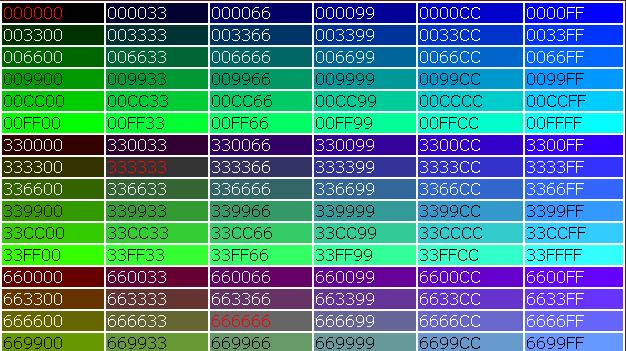 000000 000033 000066 000099 0000CC 0000FF
003300 003333 003366 003399 0033CC 0033FF
006600 006633 006666 006699 0066CC 0066FF
009900 009933 009966 009999 0099CC 0099FF
00CC00 00CC33 00CC66 00CC99 00CCCC 00CCFF
00FF00 00FF33 00FF66 00FF99 00FFCC 00FFFF
330000 330033 330066 330099 3300CC 3300FF
333300 333333 333366 333399 3333CC 3333FF
336600 336633 336666 336699 3366CC 3366FF
339900 339933 339966 339999 3399CC 3399FF
33CC00 33CC33 33CC66 33CC99 33CCCC 33CCFF
33FF00 33FF33 33FF66 33FF99 33FFCC 33FFFF
660000 660033 660066 660099 6600CC 6600FF
663300 663333 663366 663399 6633CC 6633FF
666600 666633 666666 666699 6666CC 6666FF
669900 669933 669966 669999 6699CC 6699FF